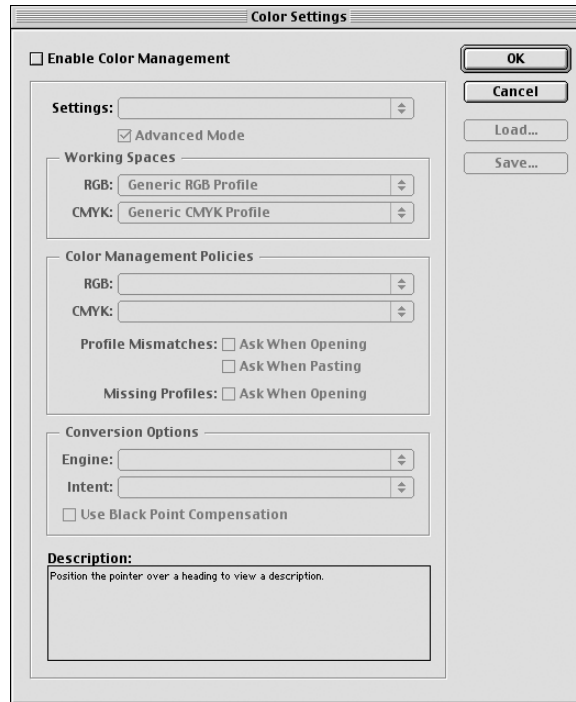 Color Settings
Enable Color Management
OK
Cancel
Load...
Save...
Settings:
Advanced Mode
Working Spaces
RGB: Generic RGB Profile
CMYK: Generic CMYK Profile
Color Management Policies
RGB:
CMYK:
Profile Mismatches: Ask When Opening
Ask When Pasting
Missing Profiles: Ask When Opening
Conversion Options
Engine:
Intent:
Use Black Point Compensation
Description:
Position the pointer over a heading to view a description.